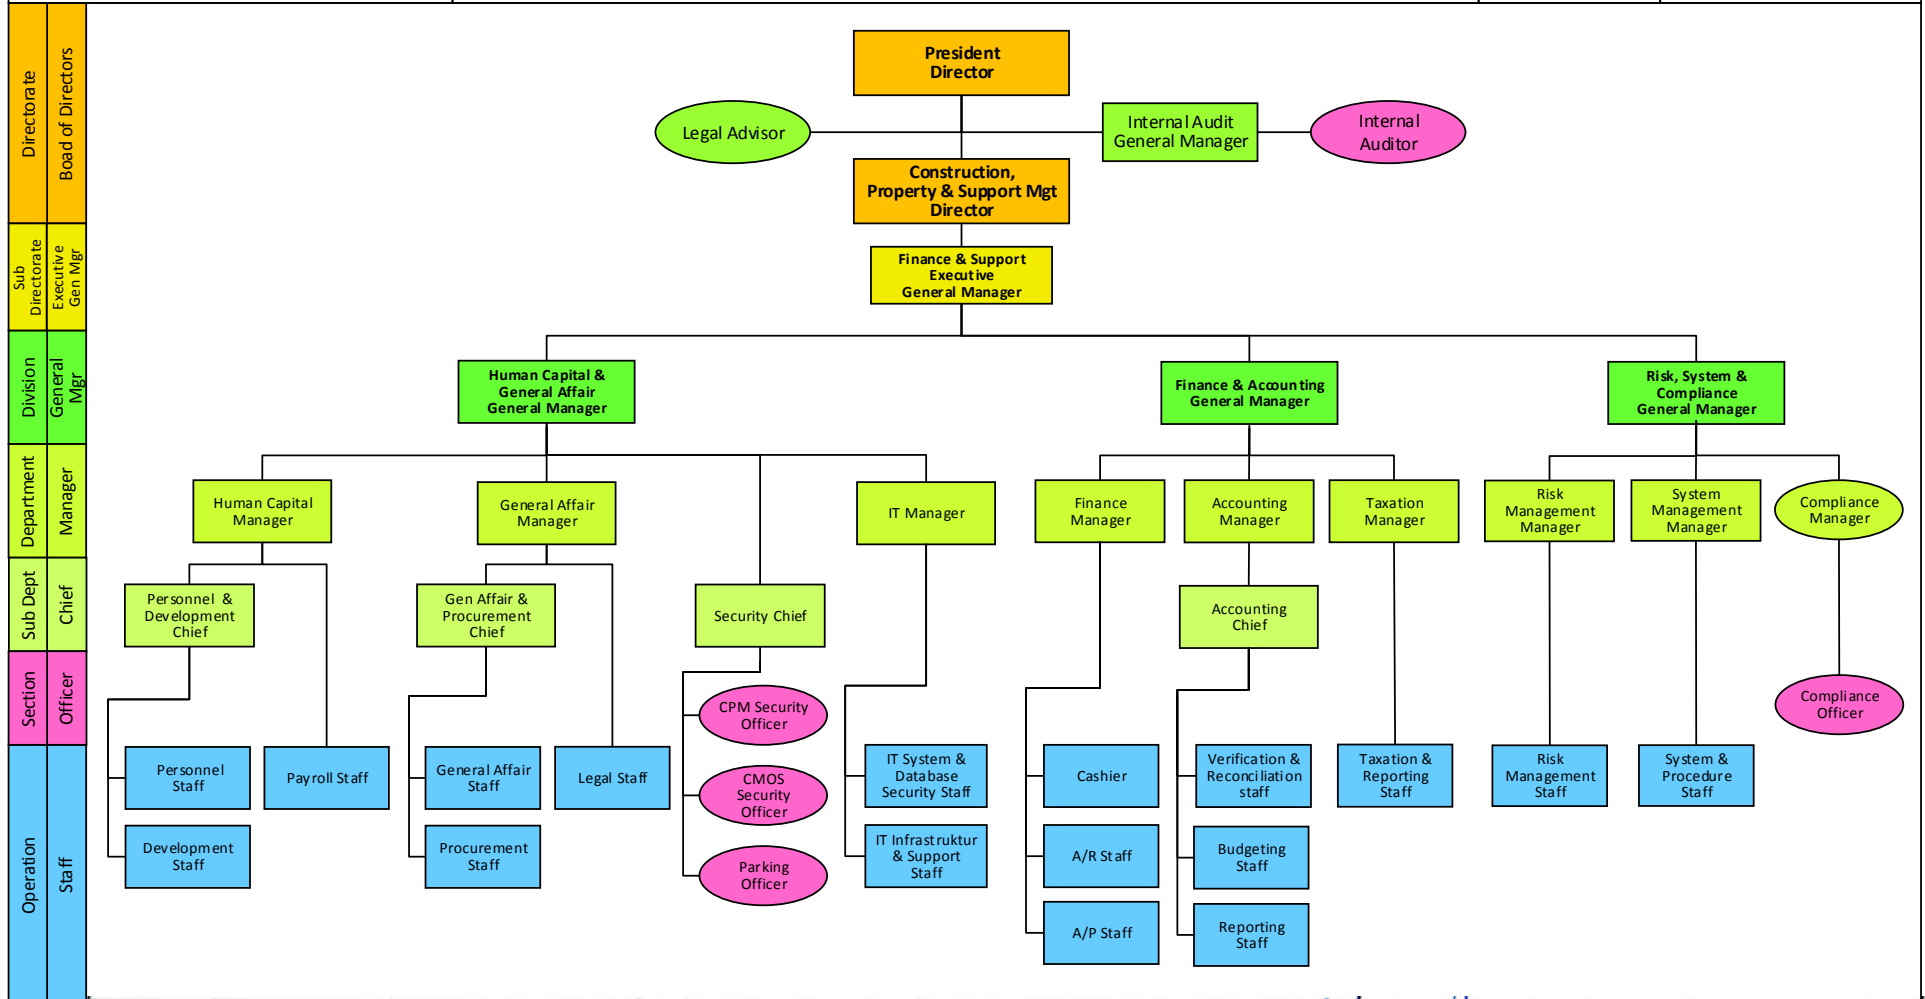 Directorate
Boad of Directors
President
Director
Legal Advisor
Internal Audit
General Manager
Internal
Auditor
Construction,
Property & Support Mgt
Director
Sub
Directorate
Executive
Gen Mgr
Finance & Support
Executive
General Manager
Division
General
Mgr
Human Capital &
General Affair
General Manager
Finance & Accounting
General Manager
Risk, System &
Compliance
General Manager
Department
Manager
Human Capital
Manager
General Affair
Manager
IT Manager
Finance
Manager
Accounting
Manager
Taxation
Manager
Risk
Management
Manager
System
Management
Manager
Compliance
Manager
Sub Dept
Chief
Personnel &
Development
Chief
Gen Affair &
Procurement
Chief
Security Chief
Accounting
Chief
Section
Officer
CPM Security
Officer
Compliance
Officer
Operation
Staff
Personnel
Staff
Payroll Staff
General Affair
Staff
Legal Staff
CMOS
Security
Officer
IT System &
Database
Security Staff
Cashier
Verification &
Reconciliation
staff
Taxation &
Reporting
Staff
Risk
Management
Staff
System &
Procedure
Staff
Development
Staff
Procurement
Staff
Parking
Officer
IT Infrastruktur
& Support
Staff
A/R Staff
Budgeting
Staff
A/P Staff
Reporting
Staff